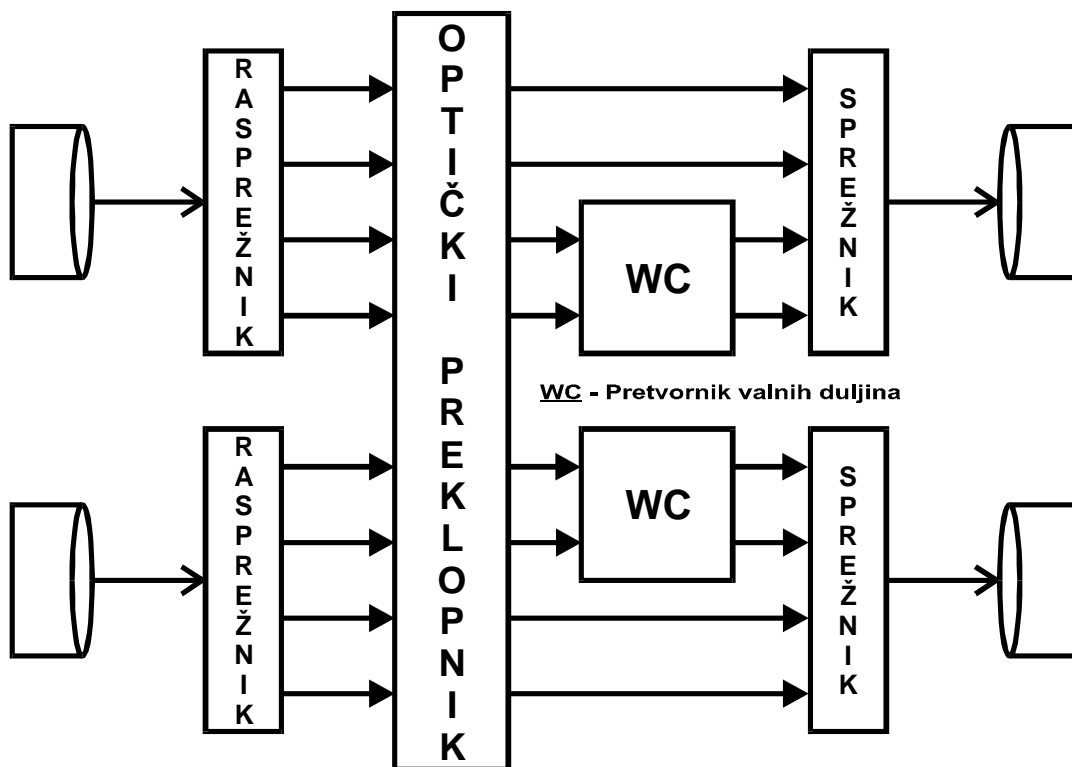 RASPREŽNIK
OPTIČKI PREKLOPNIK
SPREŽNIK
WC
WC - Pretvornik valnih duljina
RASPREŽNIK
WC
SPREŽNIK